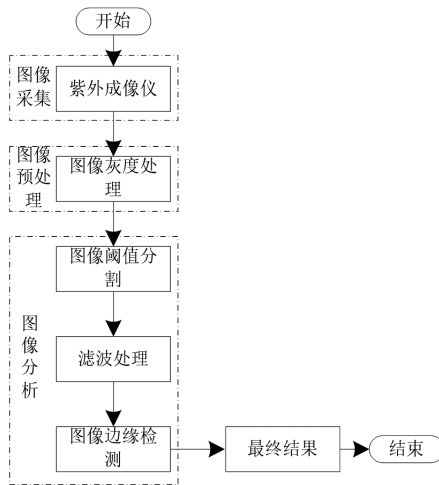 开始
图像
采集
紫外成像仪
图像
预处
理
图像灰度处
理
图像阈值分
割
图
像
分
析
滤波处理
图像边缘检
测
最终结果
结束